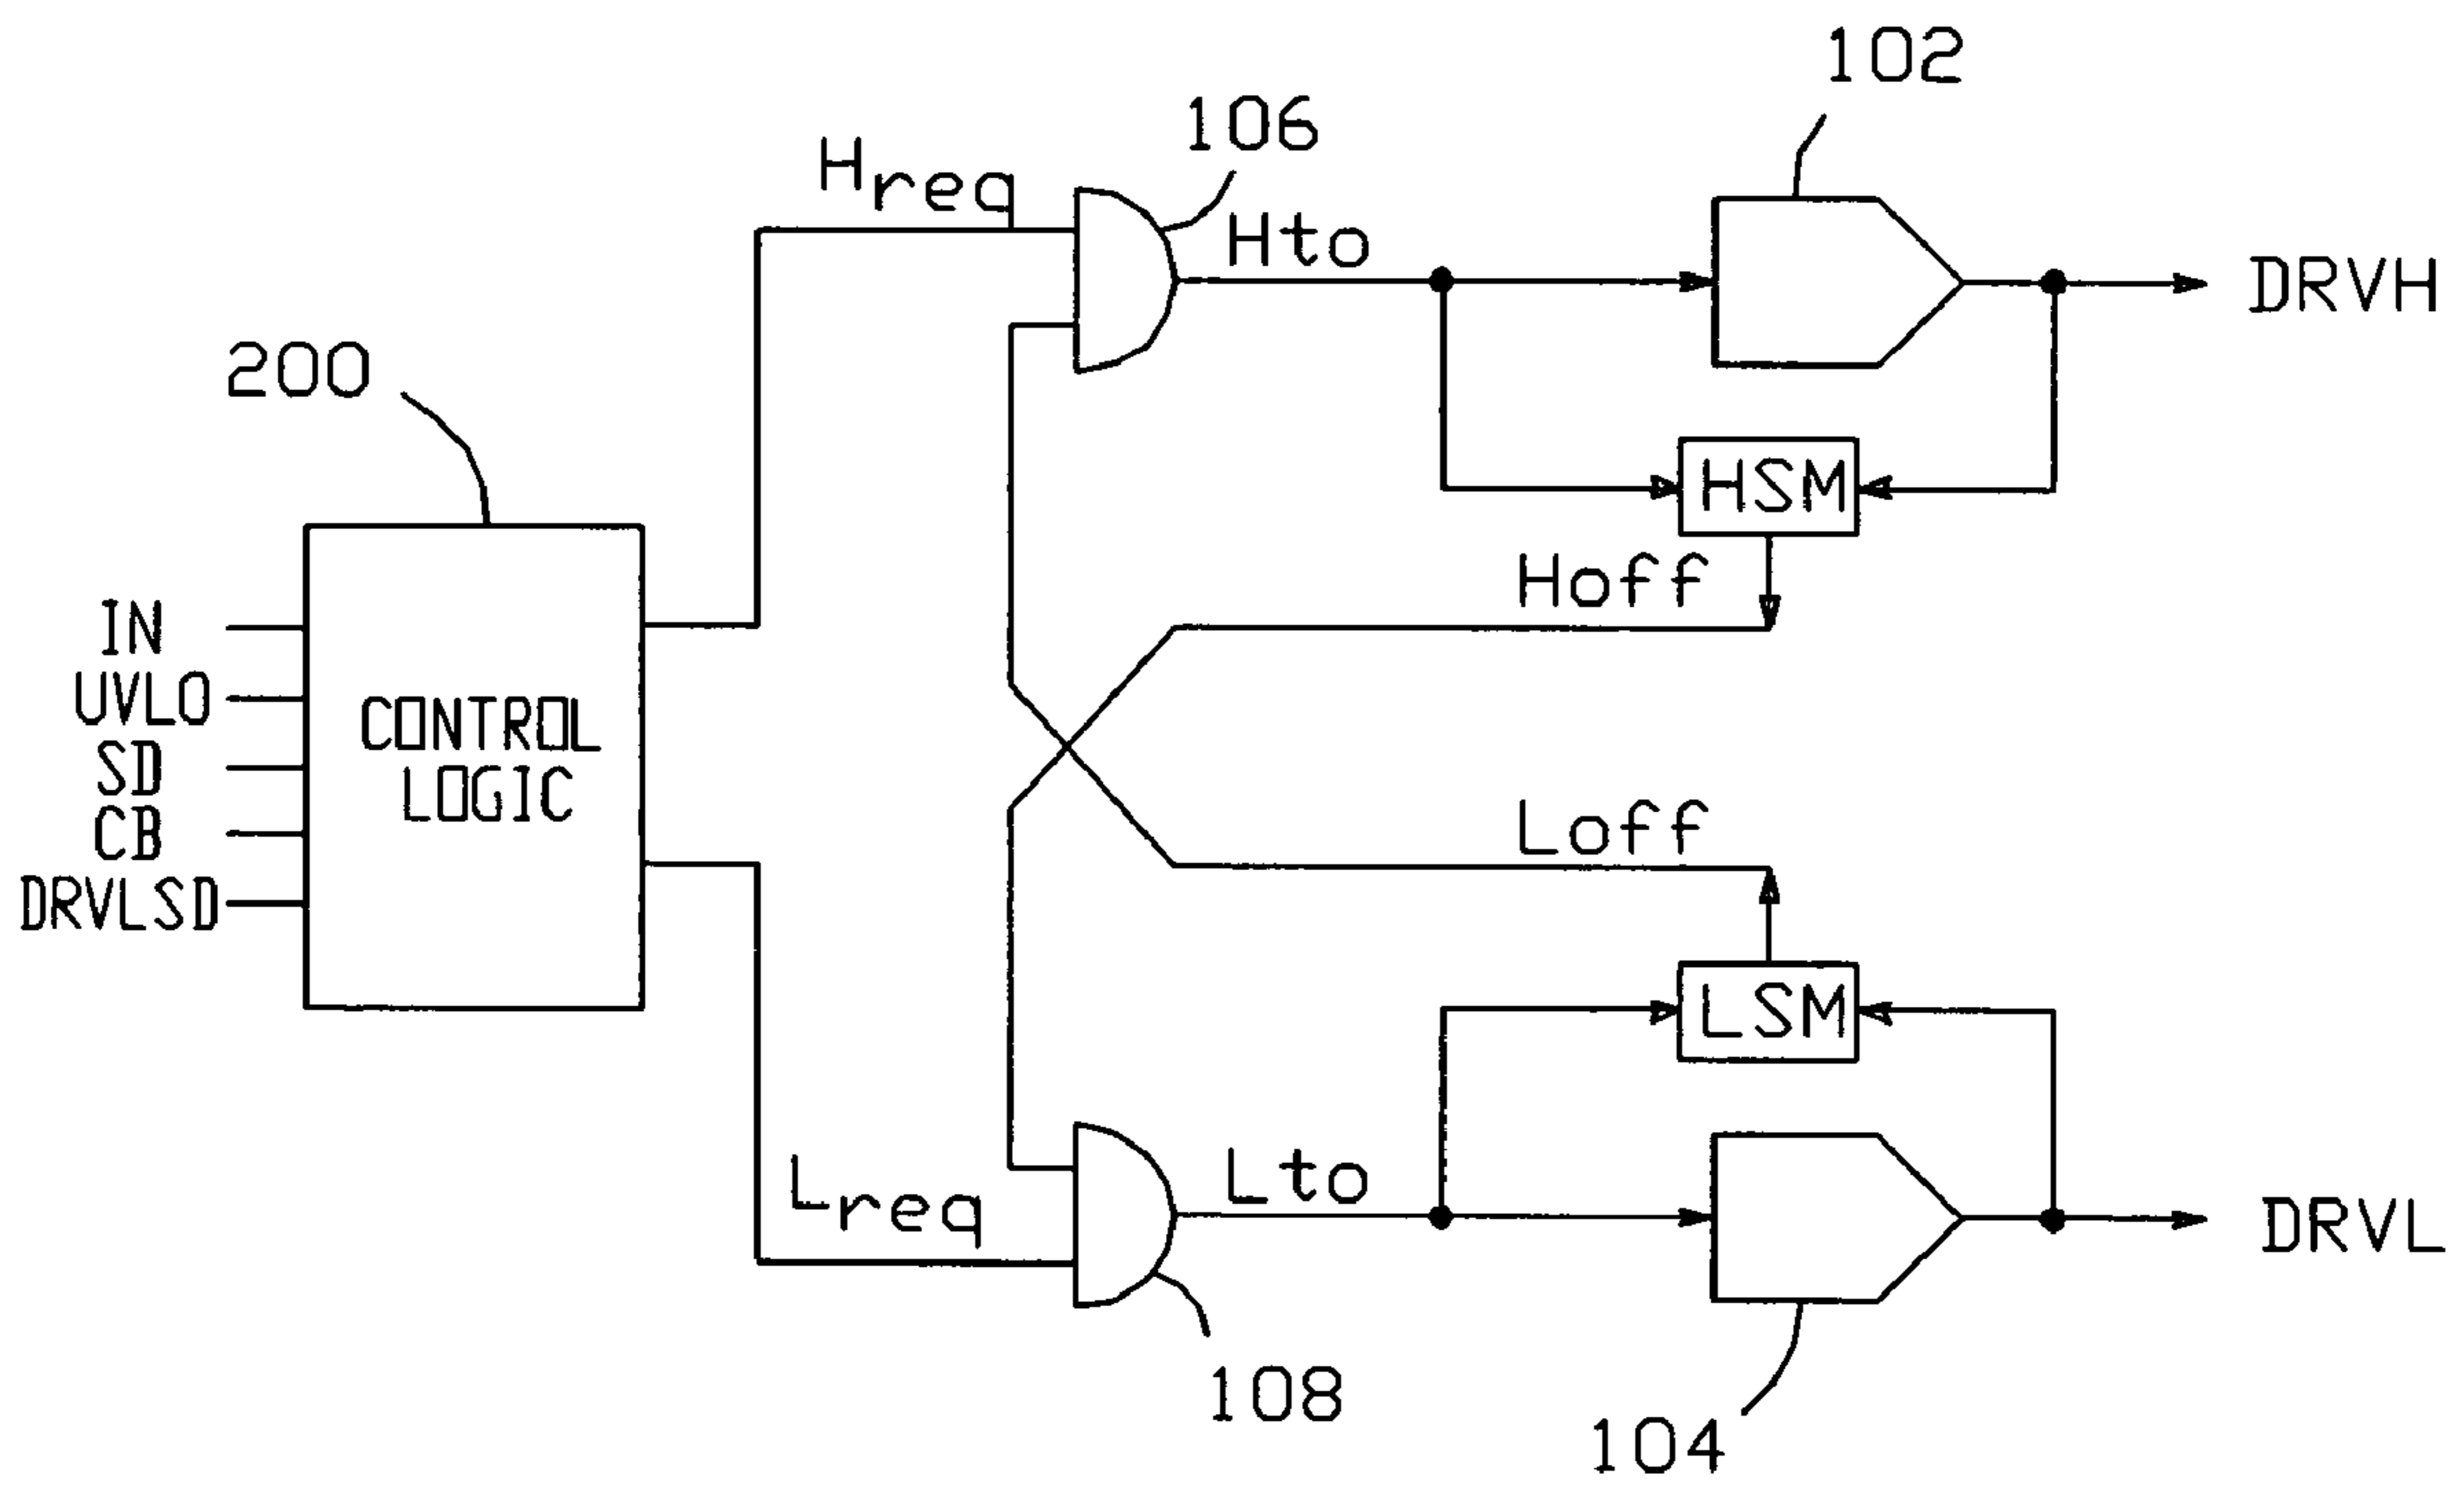 102
106
Hreq
Hto
DRVH
200
HSM
Hoff
IN
UVLO
SD
CB
DRVLSD
CONTROL
LOGIC
Loff
LSM
Lreq
Lto
DRVL
108
104